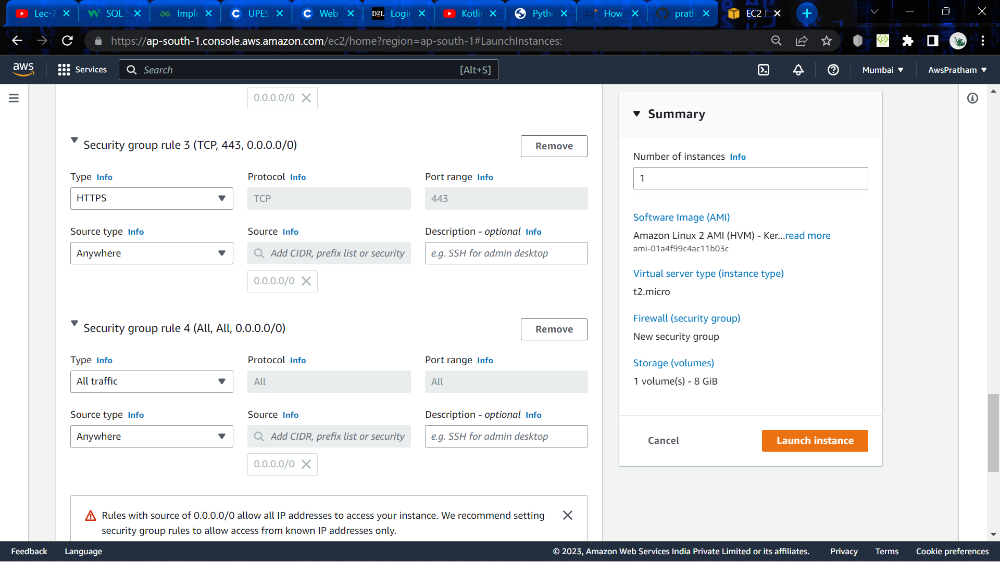 Lec-7
SQL S
Imple
UPES
Web
D2L Login
Kotlin
Pytho
How
prath
EC2
https://ap-south-1.console.aws.amazon.com/ec2/home?region=ap-south-1#LaunchInstances:
aws
Services
Search
[Alt+S]
Mumbai
AwsPratham
0.0.0.0/0
Security group rule 3 (TCP, 443, 0.0.0.0/0)
Remove
Type Info
Protocol Info
Port range Info
HTTPS
TCP
443
Source type Info
Source Info
Description - optional Info
Anywhere
Add CIDR, prefix list or security
e.g. SSH for admin desktop
0.0.0.0/0
Security group rule 4 (All, All, 0.0.0.0/0)
Remove
Type Info
Protocol Info
Port range Info
All traffic
All
All
Source type Info
Source Info
Description - optional Info
Anywhere
Add CIDR, prefix list or security
e.g. SSH for admin desktop
0.0.0.0/0
Rules with source of 0.0.0.0/0 allow all IP addresses to access your instance. We recommend setting
security group rules to allow access from known IP addresses only.
Summary
Number of instances Info
1
Software Image (AMI)
Amazon Linux 2 AMI (HVM) - Ker...read more
ami-01a4f99c4ac11b03c
Virtual server type (instance type)
t2.micro
Firewall (security group)
New security group
Storage (volumes)
1 volume(s) - 8 GiB
Cancel
Launch instance
Feedback
Language
© 2023, Amazon Web Services India Private Limited or its affiliates.
Privacy
Terms
Cookie preferences